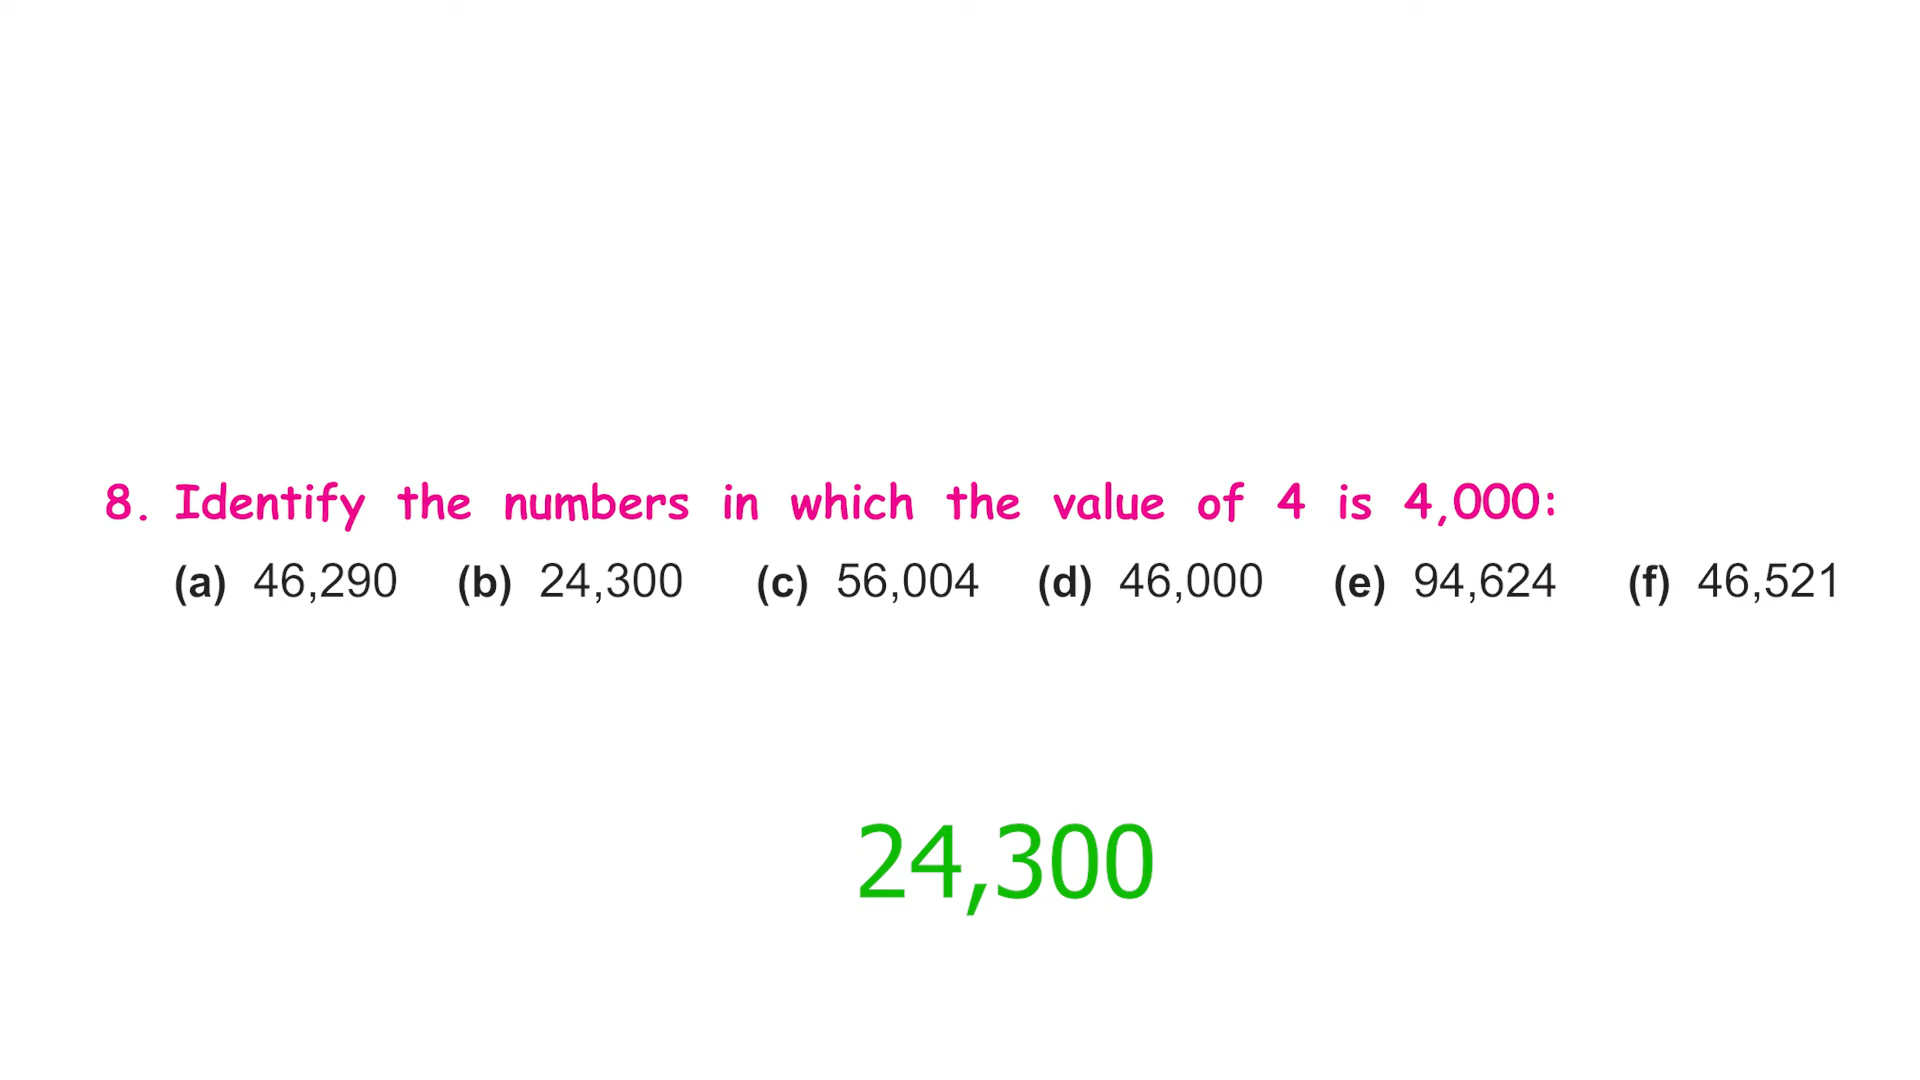 8. Identify the numbers in which the value of 4 is 4,000:
(a) 46,290 (b) 24,300 (c) 56,004 (d) 46,000 (e) 94,624 (f) 46,521
24,300